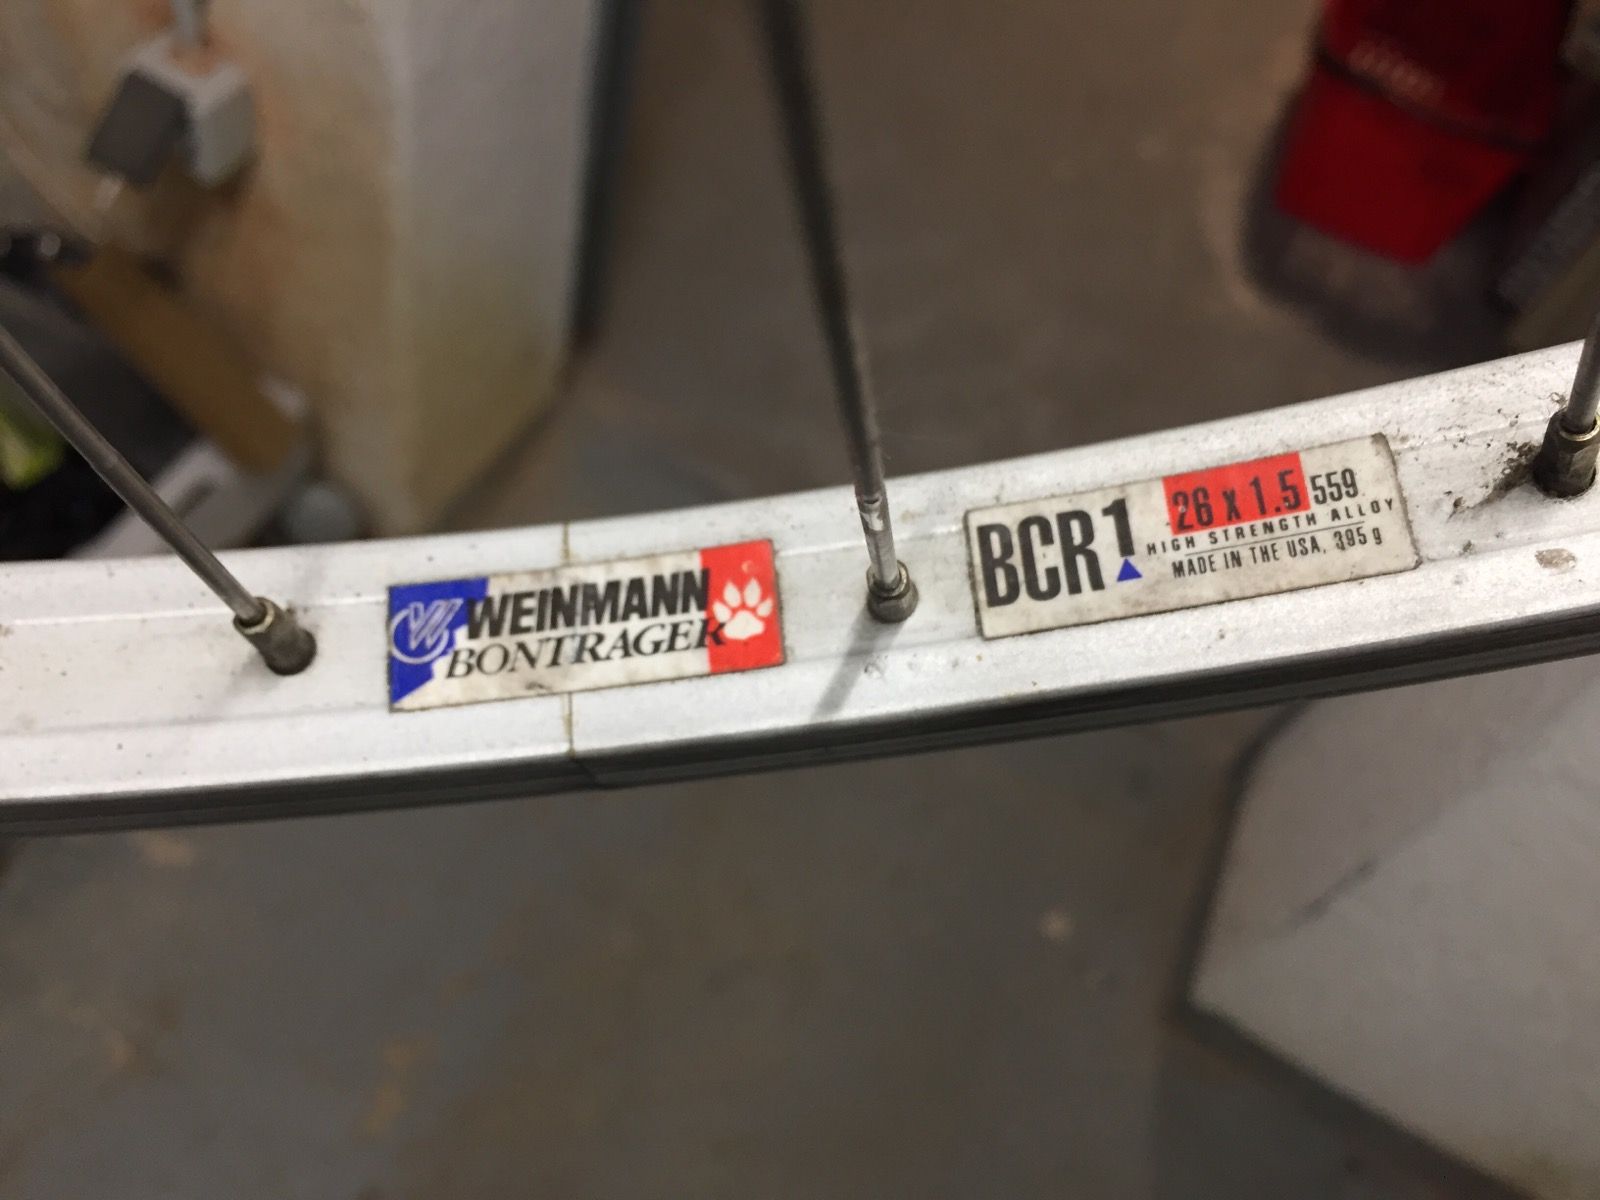 WEINMANN
BONTRAGER
BCR1
26 x 1.5 559
HIGH STRENGTH ALLOY
MADE IN THE USA. 395 g